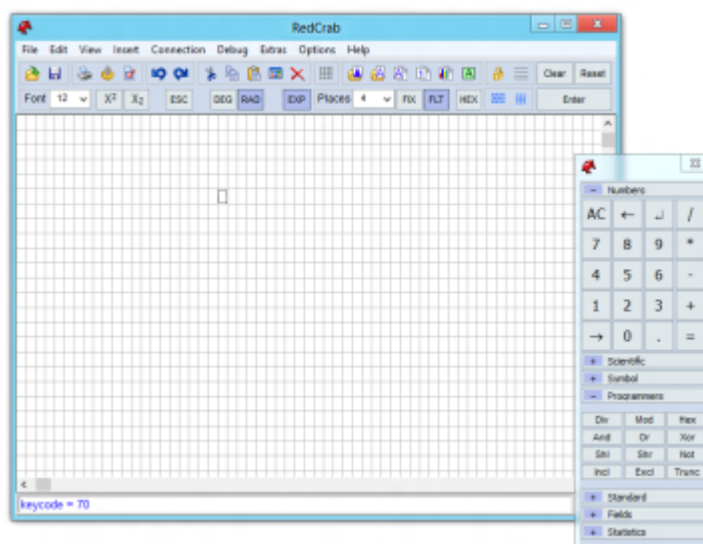 RedCrab
File Edit View Insert Connection Debug Extras Options Help
Clear Reset
Font 12 X² X₂ ESC DEG RAD EXP Places 4 FIX FLT HEX Enter
Numbers
AC ← ↲ /
7 8 9 *
4 5 6 -
1 2 3 +
→ 0 . =
+ Scientific
+ Symbol
- Programmers
Div Mod Hex
And Or Xor
Shl Shr Not
Incl Excl Trunc
+ Standard
+ Fields
+ Statistics
keycode = 70